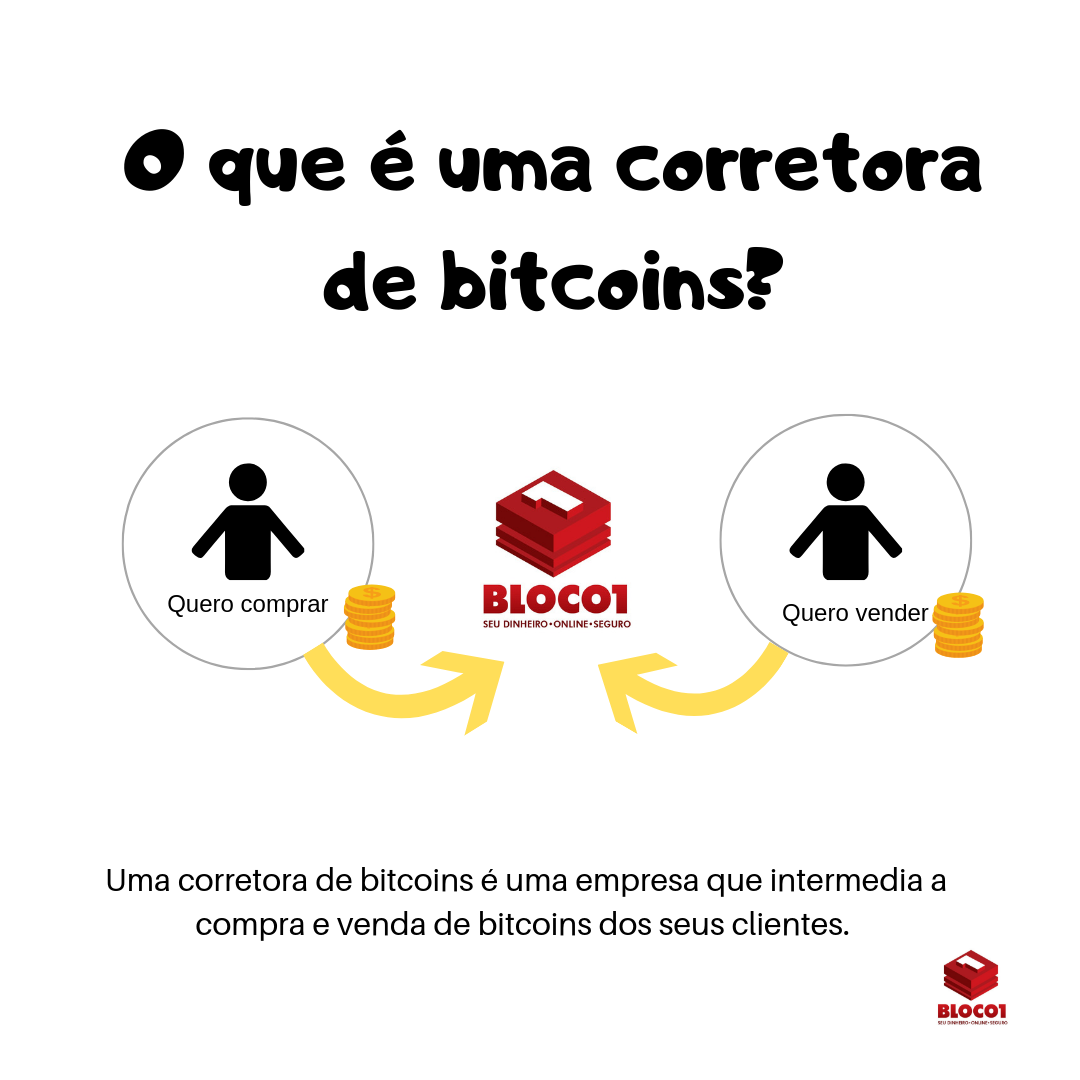 O que é uma corretora
de bitcoins?
Quero comprar
BLOCO1
SEU DINHEIRO•ONLINE•SEGURO
Quero vender
Uma corretora de bitcoins é uma empresa que intermedia a
compra e venda de bitcoins dos seus clientes.
BLOCO1
SEU DINHEIRO•ONLINE•SEGURO